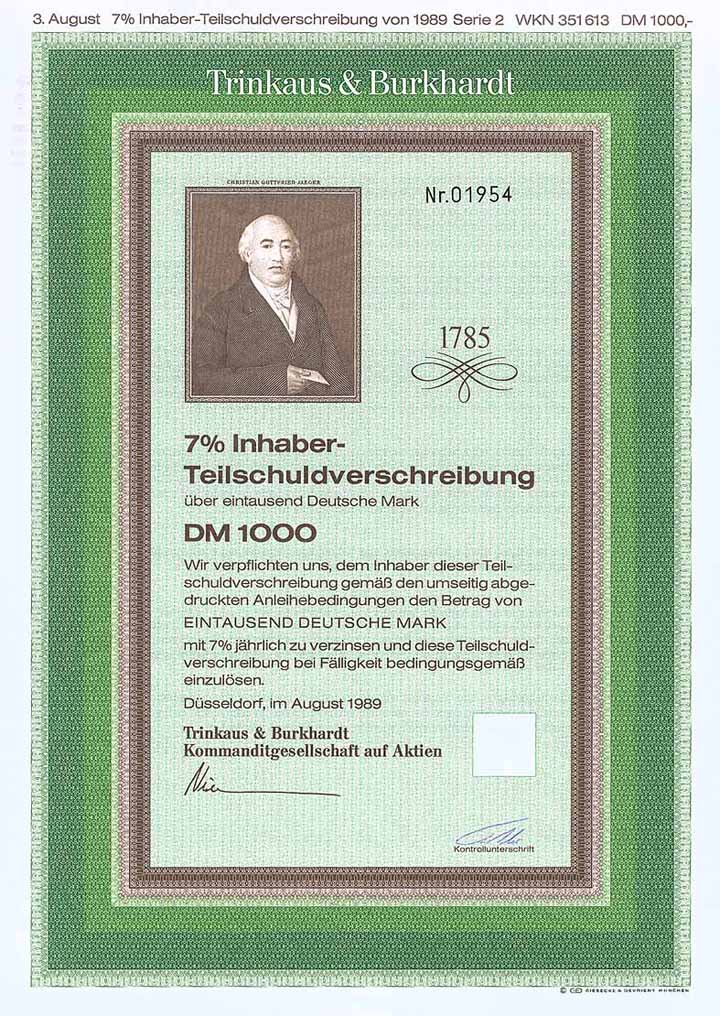 3. August 7% Inhaber-Teilschuldverschreibung von 1989 Serie 2 WKN 351613 DM 1000,-
Trinkaus & Burkhardt
CHRISTIAN GOTTFRIED JAEGER
Nr.01954
1785
7% Inhaber-
Teilschuldverschreibung
über eintausend Deutsche Mark
DM 1000
Wir verpflichten uns, dem Inhaber dieser Teil-
schuldverschreibung gemäß den umseitig abge-
druckten Anleihebedingungen den Betrag von
EINTAUSEND DEUTSCHE MARK
mit 7% jährlich zu verzinsen und diese Teilschuld-
verschreibung bei Fälligkeit bedingungsgemäß
einzulösen.
Düsseldorf, im August 1989
Trinkaus & Burkhardt
Kommanditgesellschaft auf Aktien
Kontrollunterschrift
© GD GIESECKE & DEVRIENT MÜNCHEN